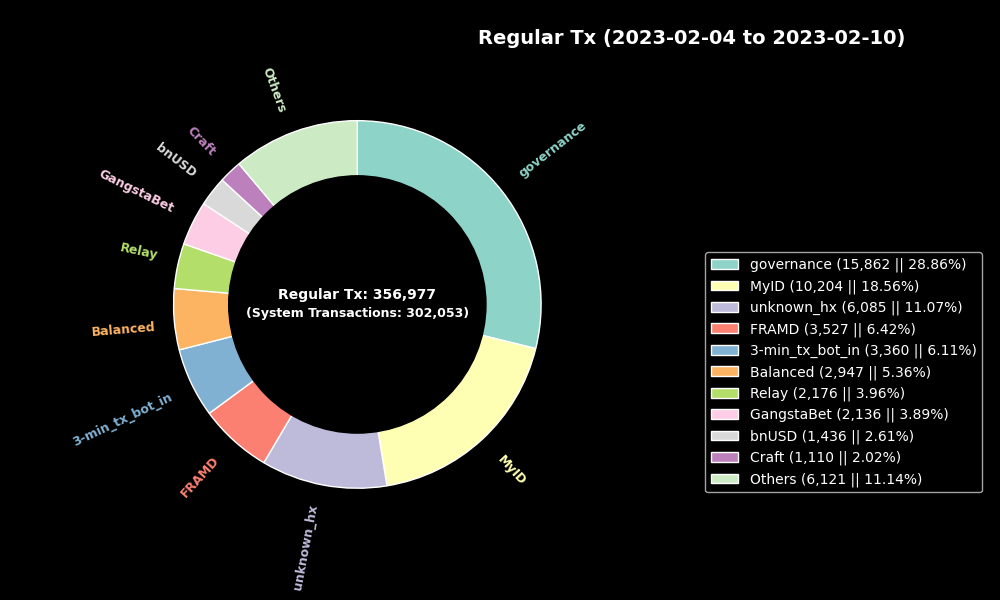 Regular Tx (2023-02-04 to 2023-02-10)
Others
governance
Craft
bnUSD
GangstaBet
Relay
Balanced
3-min_tx_bot_in
FRAMD
unknown_hx
MyID
Regular Tx: 356,977
(System Transactions: 302,053)
governance (15,862 || 28.86%)
MyID (10,204 || 18.56%)
unknown_hx (6,085 || 11.07%)
FRAMD (3,527 || 6.42%)
3-min_tx_bot_in (3,360 || 6.11%)
Balanced (2,947 || 5.36%)
Relay (2,176 || 3.96%)
GangstaBet (2,136 || 3.89%)
bnUSD (1,436 || 2.61%)
Craft (1,110 || 2.02%)
Others (6,121 || 11.14%)